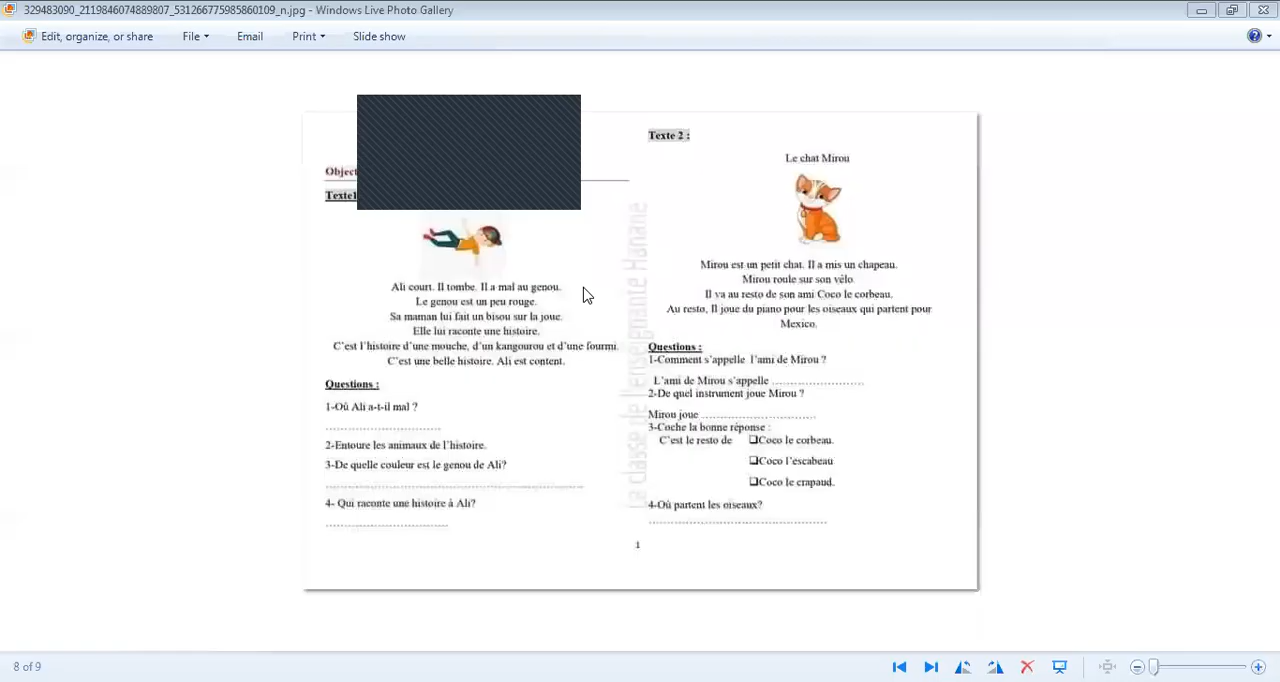 329483090_2119846074889807_531266775985860109_n.jpg - Windows Live Photo Gallery
Edit, organize, or share File Email Print Slide show
Object
Texte1
Ali court. Il tombe. Il a mal au genou.
Le genou est un peu rouge.
Sa maman lui fait un bisou sur la joue.
Elle lui raconte une histoire.
C'est l'histoire d'une mouche, d'un kangourou et d'une fourmi.
C'est une belle histoire. Ali est content.
Questions :
1-Où Ali a-t-il mal ?
2-Entoure les animaux de l'histoire.
3-De quelle couleur est le genou de Ali?
4- Qui raconte une histoire à Ali?
La classe de l'enseignante Hanane
Texte 2 :
Le chat Mirou
Mirou est un petit chat. Il a mis un chapeau.
Mirou roule sur son vélo.
Il va au resto de son ami Coco le corbeau.
Au resto, Il joue du piano pour les oiseaux qui partent pour
Mexico.
Questions :
1-Comment s'appelle l'ami de Mirou ?
L'ami de Mirou s'appelle ........................
2-De quel instrument joue Mirou ?
Mirou joue ..............................
3-Coche la bonne réponse :
C'est le resto de ❑Coco le corbeau.
❑Coco l'escabeau
❑Coco le crapaud.
4-Où partent les oiseaux?
1
8 of 9